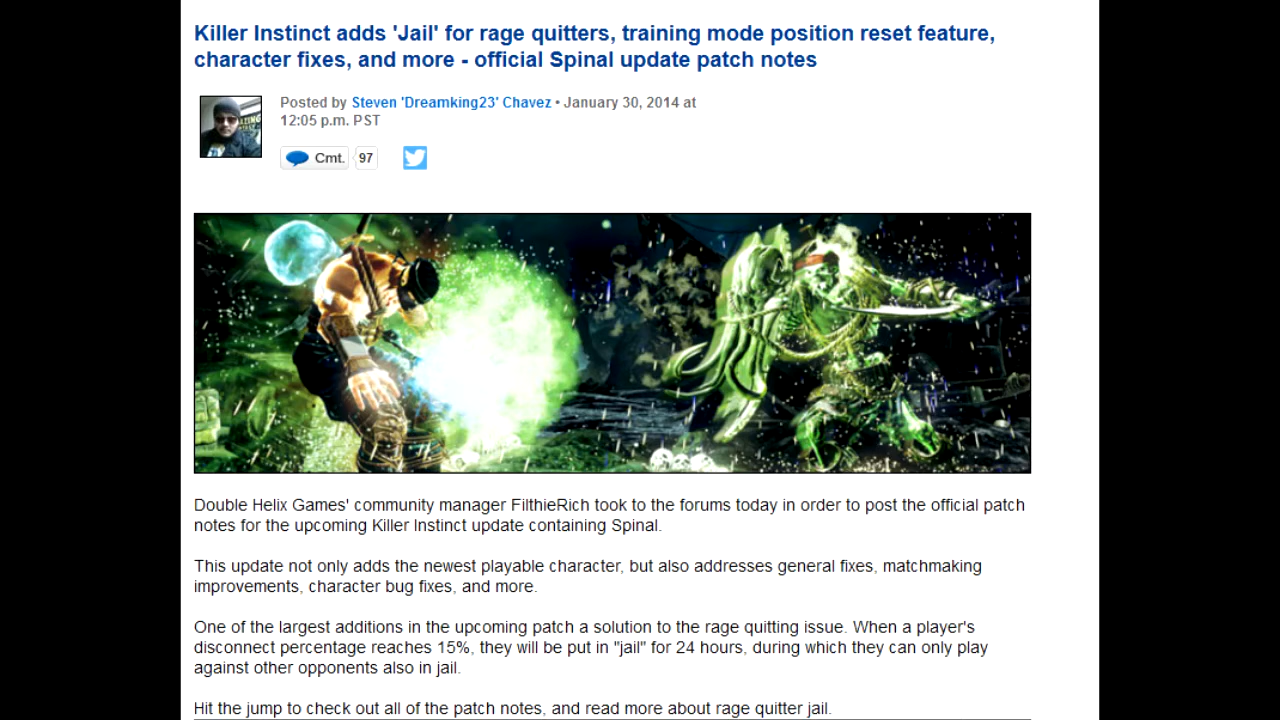 Killer Instinct adds 'Jail' for rage quitters, training mode position reset feature,
character fixes, and more - official Spinal update patch notes
Posted by Steven 'Dreamking23' Chavez • January 30, 2014 at
12:05 p.m. PST
Cmt. 97
Double Helix Games' community manager FilthieRich took to the forums today in order to post the official patch
notes for the upcoming Killer Instinct update containing Spinal.
This update not only adds the newest playable character, but also addresses general fixes, matchmaking
improvements, character bug fixes, and more.
One of the largest additions in the upcoming patch a solution to the rage quitting issue. When a player's
disconnect percentage reaches 15%, they will be put in "jail" for 24 hours, during which they can only play
against other opponents also in jail.
Hit the jump to check out all of the patch notes, and read more about rage quitter jail.